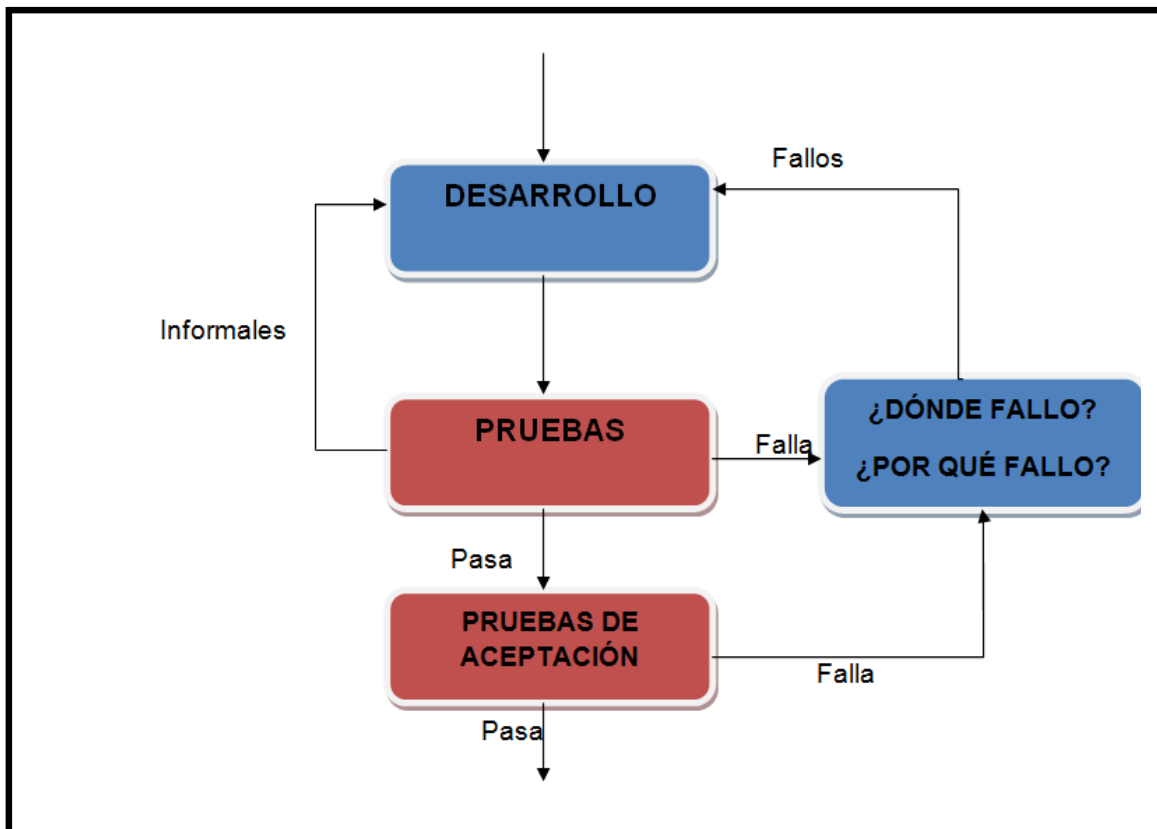 Fallos
DESARROLLO
Informales
¿DÓNDE FALLO?
¿POR QUÉ FALLO?
PRUEBAS
Falla
Pasa
PRUEBAS DE
ACEPTACIÓN
Falla
Pasa